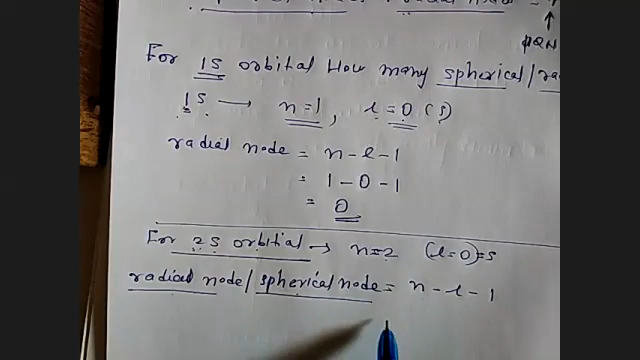 PQN
For 1s orbital How many spherical/
1s → n=1, l=0 (s)
radial node = n-l-1
= 1-0-1
= 0
For 2s orbital → n=2 (l=0)=s
radial node/spherical node = n-l-1